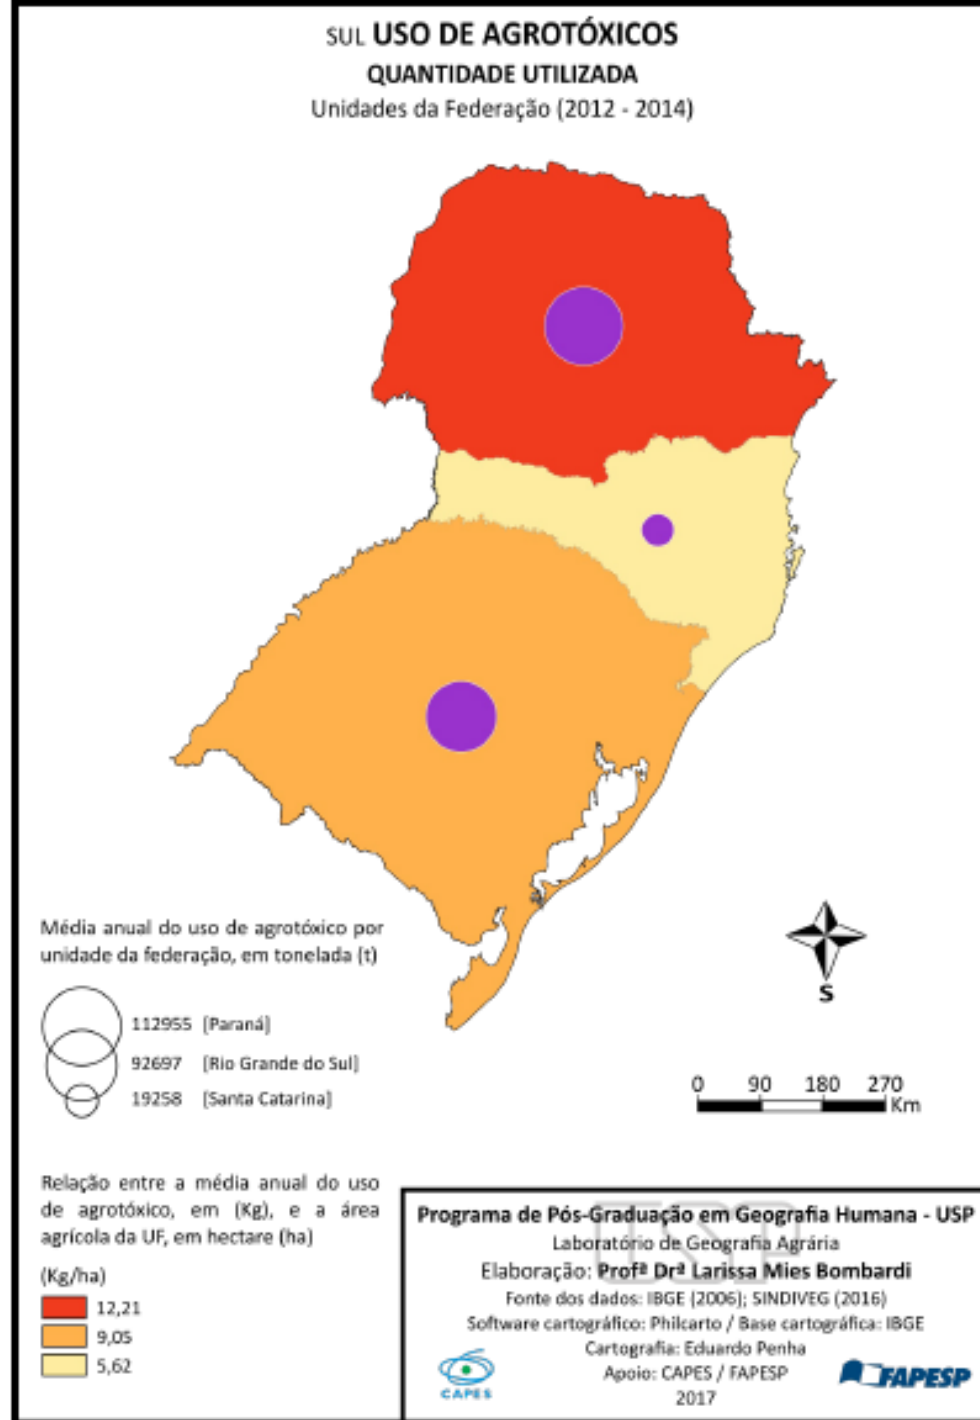 SUL USO DE AGROTÓXICOS
QUANTIDADE UTILIZADA
Unidades da Federação (2012 - 2014)
Média anual do uso de agrotóxico por
unidade da federação, em tonelada (t)
112955 [Paraná]
92697 [Rio Grande do Sul]
19258 [Santa Catarina]
S
0 90 180 270
Km
Relação entre a média anual do uso
de agrotóxico, em (Kg), e a área
agrícola da UF, em hectare (ha)
(Kg/ha)
12,21
9,05
5,62
USP
Programa de Pós-Graduação em Geografia Humana - USP
Laboratório de Geografia Agrária
Elaboração: Profª Drª Larissa Mies Bombardi
Fonte dos dados: IBGE (2006); SINDIVEG (2016)
Software cartográfico: Philcarto / Base cartográfica: IBGE
Cartografia: Eduardo Penha
Apoio: CAPES / FAPESP
2017
CAPES
FAPESP